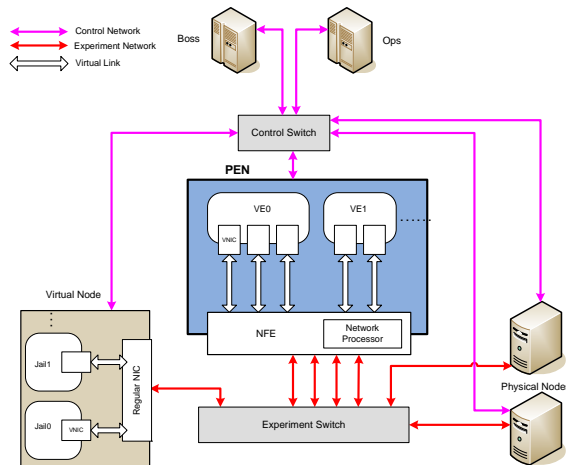 Control Network
Experiment Network
Virtual Link
Boss
Ops
Control Switch
PEN
VE0
VE1
VNIC
......
NFE
Network
Processor
Virtual Node
Jail1
Regular NIC
Jail0
VNIC
Experiment Switch
Physical Node